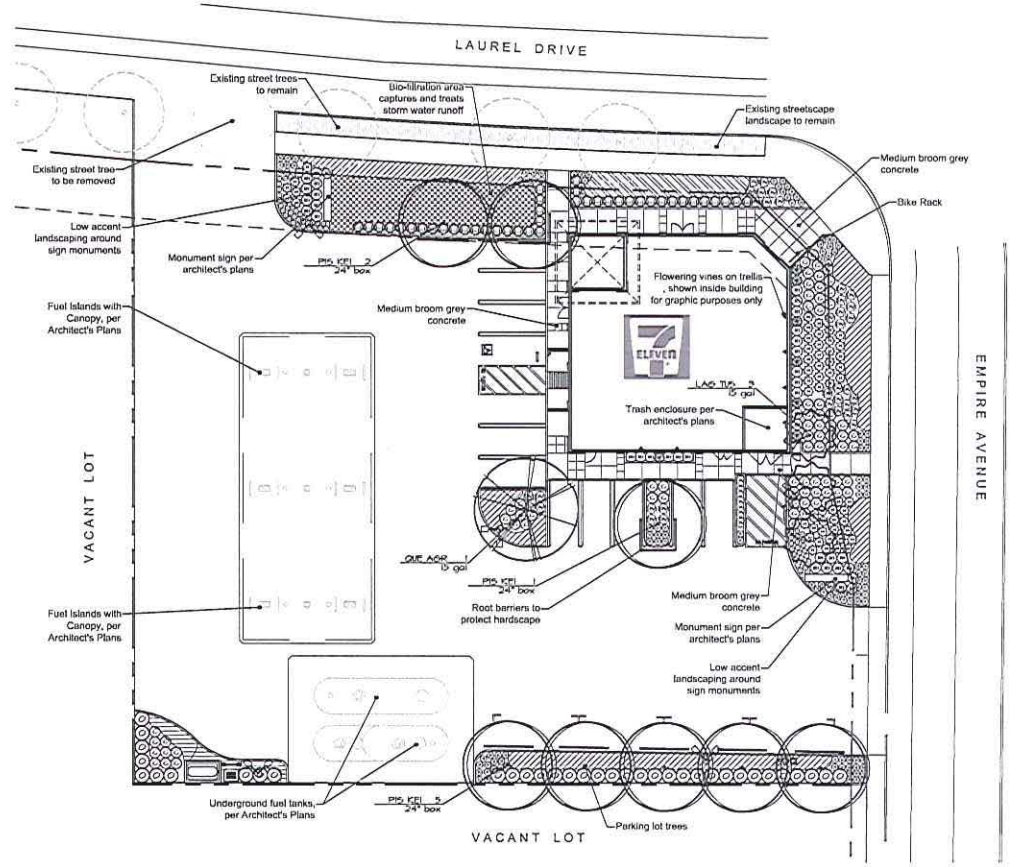 LAUREL DRIVE
Existing street trees
to remain
Bio-filtration area
captures and treats
storm water runoff
Existing streetscape
landscape to remain
Existing street tree
to be removed
Medium broom grey
concrete
Bike Rack
Low accent
landscaping around
sign monuments
Monument sign per
architect's plans
PIS KEI 2
24" box
Flowering vines on trellis
, shown inside building
for graphic purposes only
Fuel Islands with
Canopy, per
Architect's Plans
Medium broom grey
concrete
7
ELEVEN
LAG TUS 3
15 gal
Trash enclosure per
architect's plans
EMPIRE AVENUE
VACANT LOT
QUE AGR 1
15 gal
PIS KEI 1
24" box
Root barriers to
protect hardscape
Medium broom grey
concrete
Monument sign per
architect's plans
Low accent
landscaping around
sign monuments
Fuel Islands with
Canopy, per
Architect's Plans
Underground fuel tanks,
per Architect's Plans
PIS KEI 5
24" box
Parking lot trees
VACANT LOT